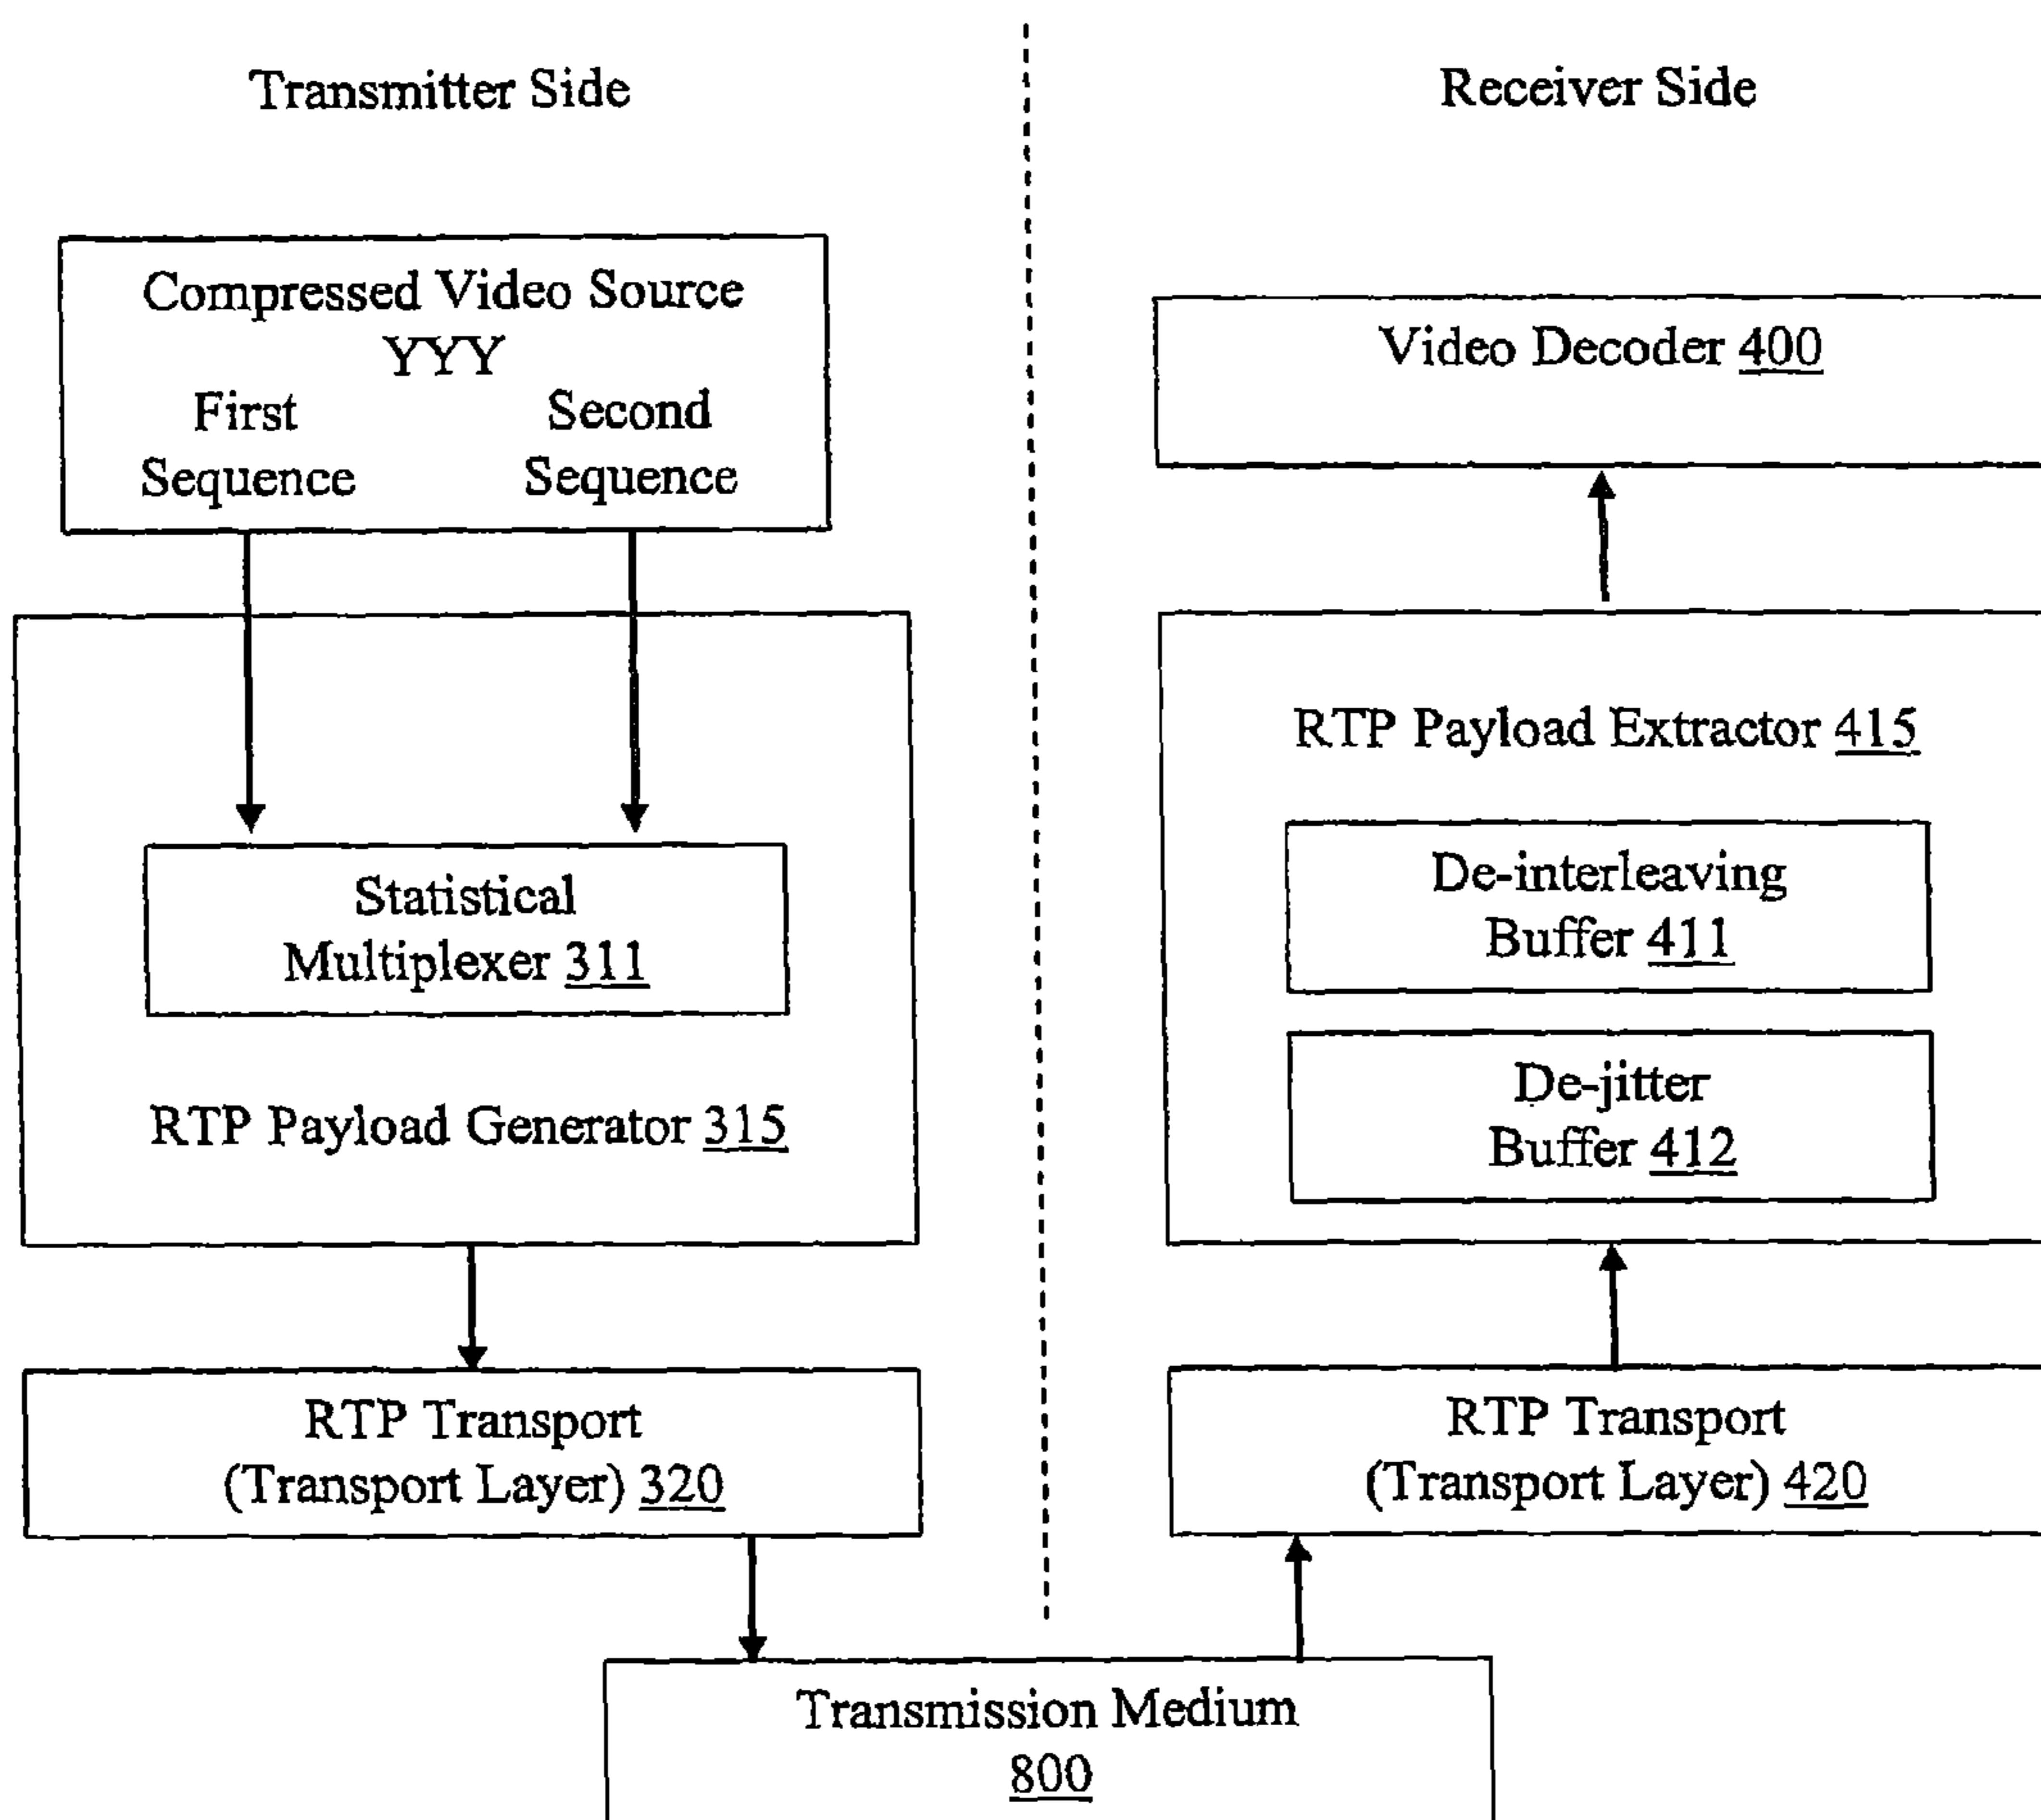 Transmitter Side
Receiver Side
Compressed Video Source
YYY
First
Sequence
Second
Sequence
Statistical
Multiplexer 311
RTP Payload Generator 315
RTP Transport
(Transport Layer) 320
Video Decoder 400
RTP Payload Extractor 415
De-interleaving
Buffer 411
De-jitter
Buffer 412
RTP Transport
(Transport Layer) 420
Transmission Medium
800